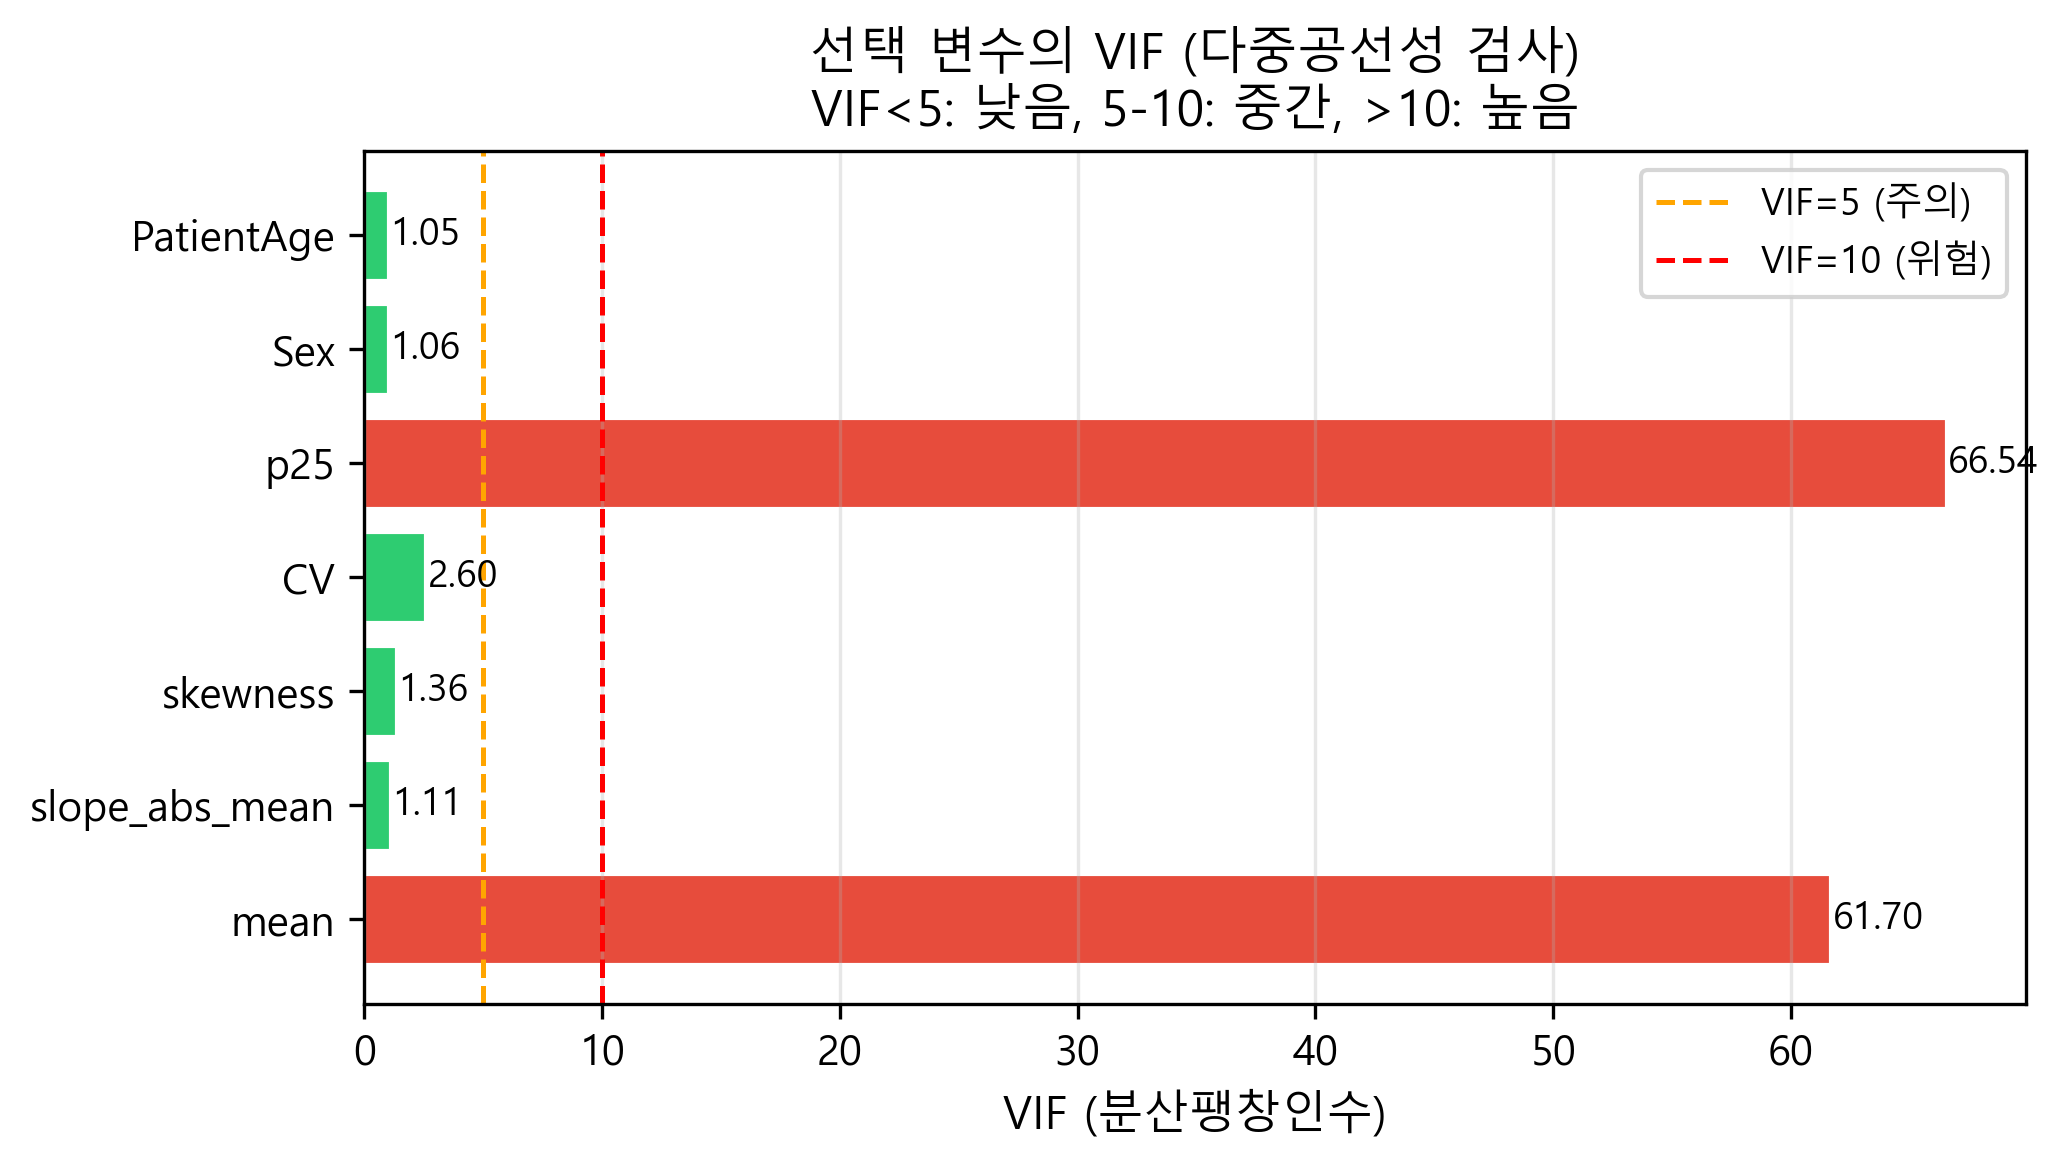 선택 변수의 VIF (다중공선성 검사)
VIF<5: 낮음, 5-10: 중간, >10: 높음
VIF=5 (주의)
VIF=10 (위험)
PatientAge
1.05
Sex
1.06
p25
66.54
CV
2.60
skewness
1.36
slope_abs_mean
1.11
mean
61.70
0 10 20 30 40 50 60
VIF (분산팽창인수)